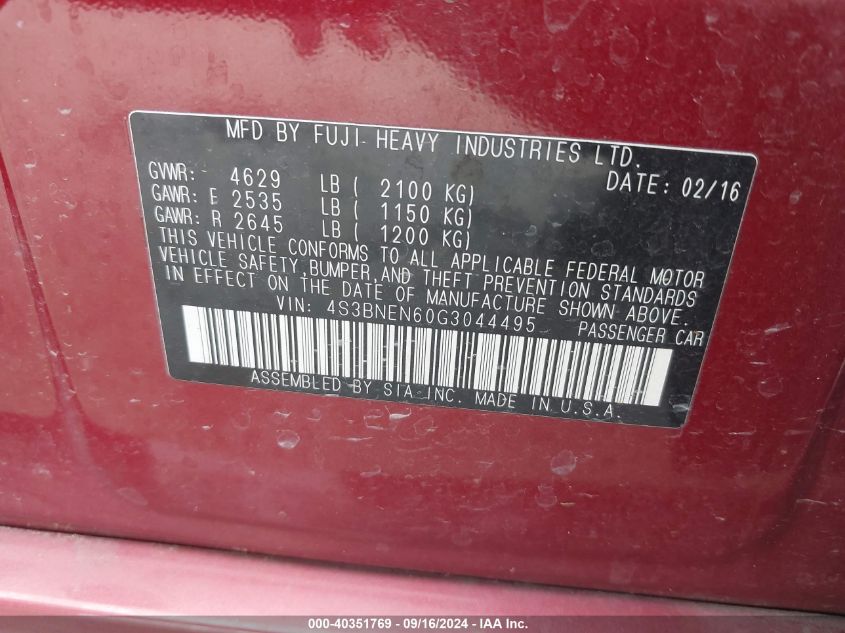 MFD BY FUJI HEAVY INDUSTRIES LTD.
DATE: 02/16
GVWR: 4629 LB ( 2100 KG)
GAWR: F 2535 LB ( 1150 KG)
GAWR: R 2645 LB ( 1200 KG)
THIS VEHICLE CONFORMS TO ALL APPLICABLE FEDERAL MOTOR
VEHICLE SAFETY, BUMPER, AND THEFT PREVENTION STANDARDS
IN EFFECT ON THE DATE OF MANUFACTURE SHOWN ABOVE.
VIN: 4S3BNEN60G3044495 PASSENGER CAR
ASSEMBLED BY SIA INC. MADE IN U.S.A.
000-40351769 - 09/16/2024 - IAA Inc.